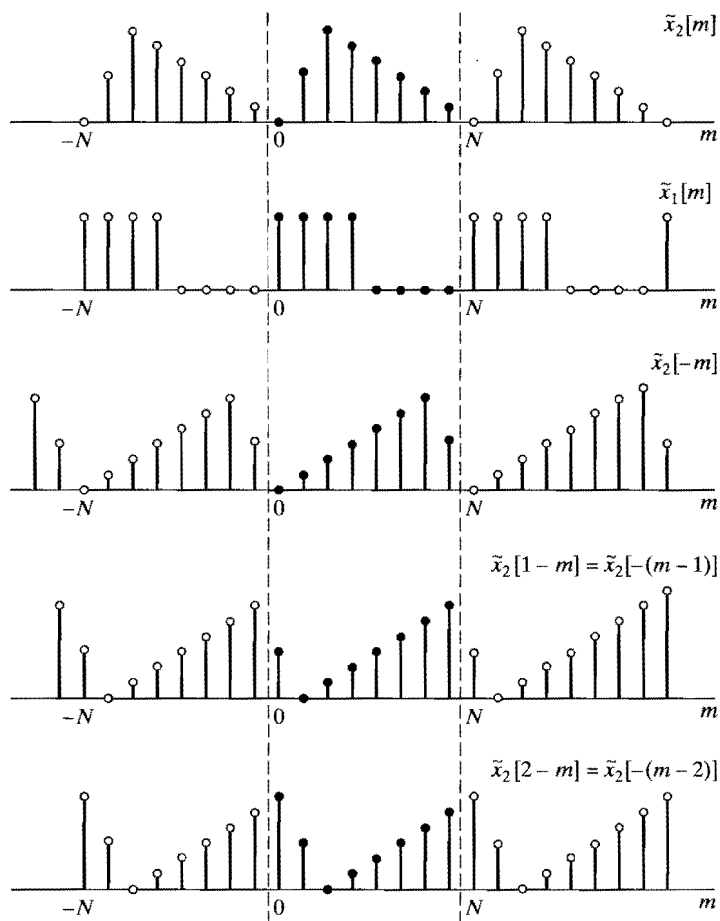 x̃₂[m]
−N 0 N m
x̃₁[m]
−N 0 N m
x̃₂[−m]
−N 0 N m
x̃₂[1 − m] = x̃₂[−(m − 1)]
−N 0 N m
x̃₂[2 − m] = x̃₂[−(m − 2)]
−N 0 N m